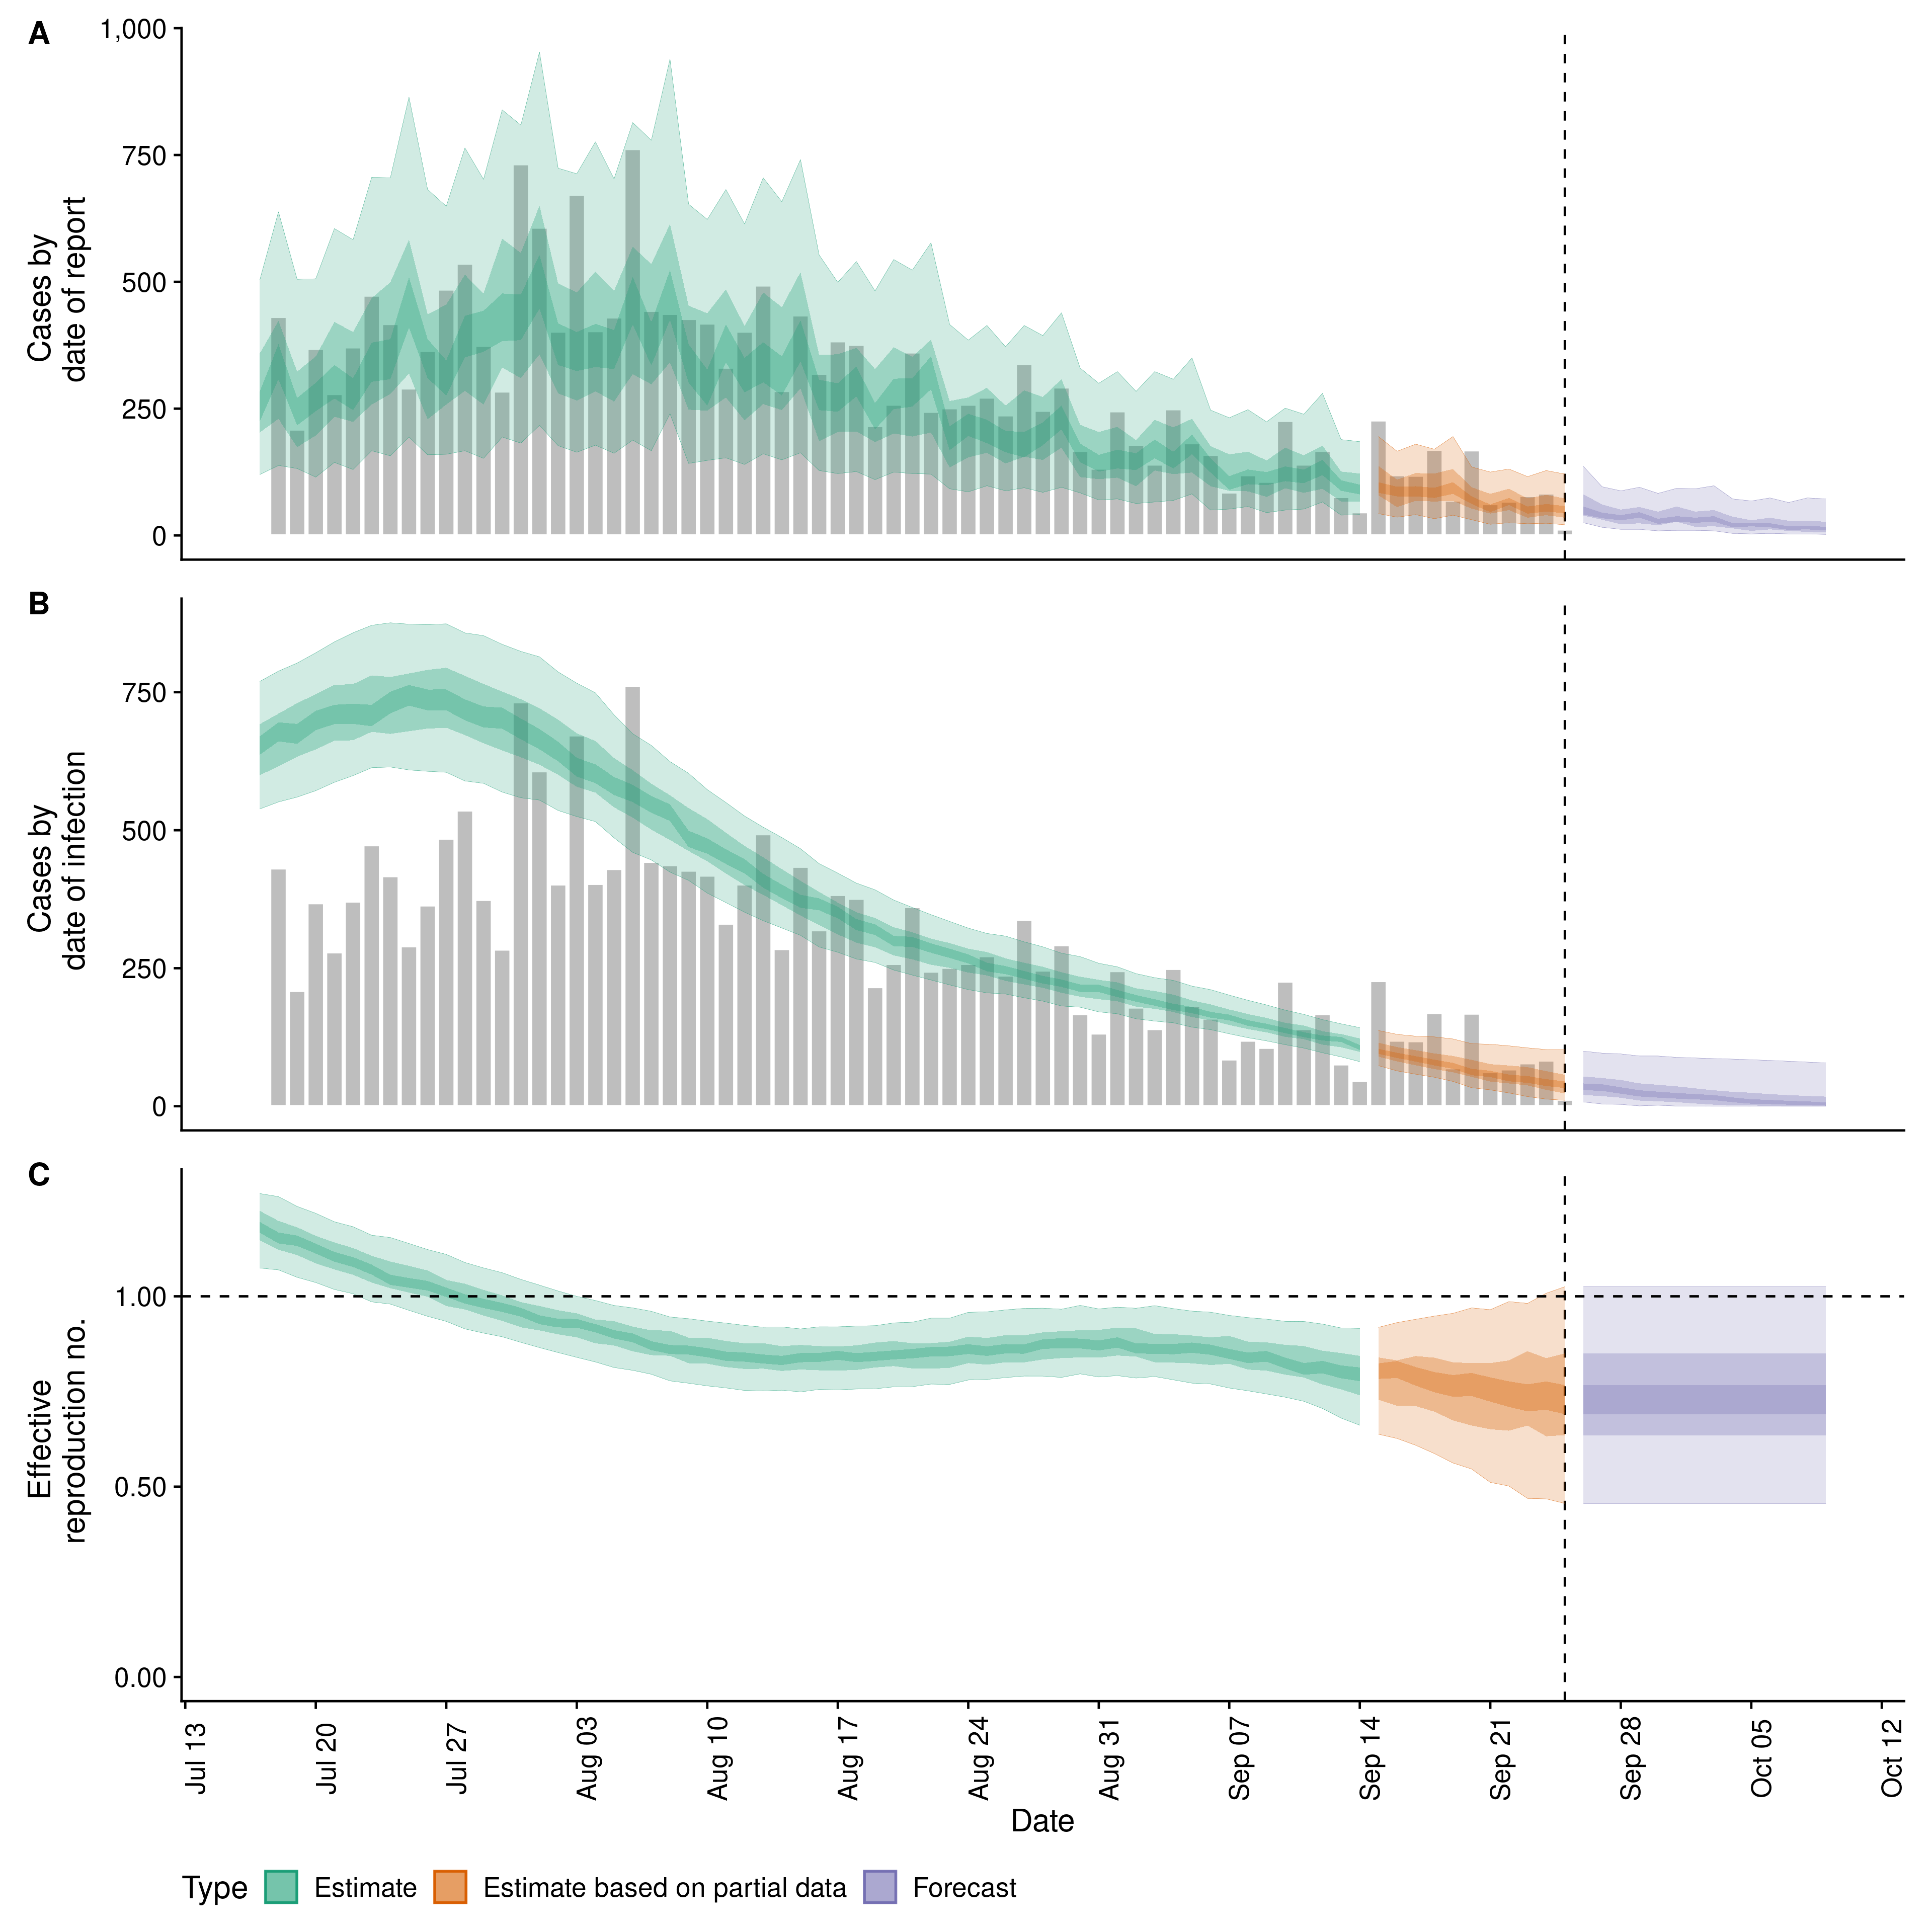 A
1,000
750
500
250
0
Cases by
date of report
B
750
500
250
0
Cases by
date of infection
C
1.00
0.50
0.00
Effective
reproduction no.
Jul 13
Jul 20
Jul 27
Aug 03
Aug 10
Aug 17
Aug 24
Aug 31
Sep 07
Sep 14
Sep 21
Sep 28
Oct 05
Oct 12
Date
Type Estimate Estimate based on partial data Forecast